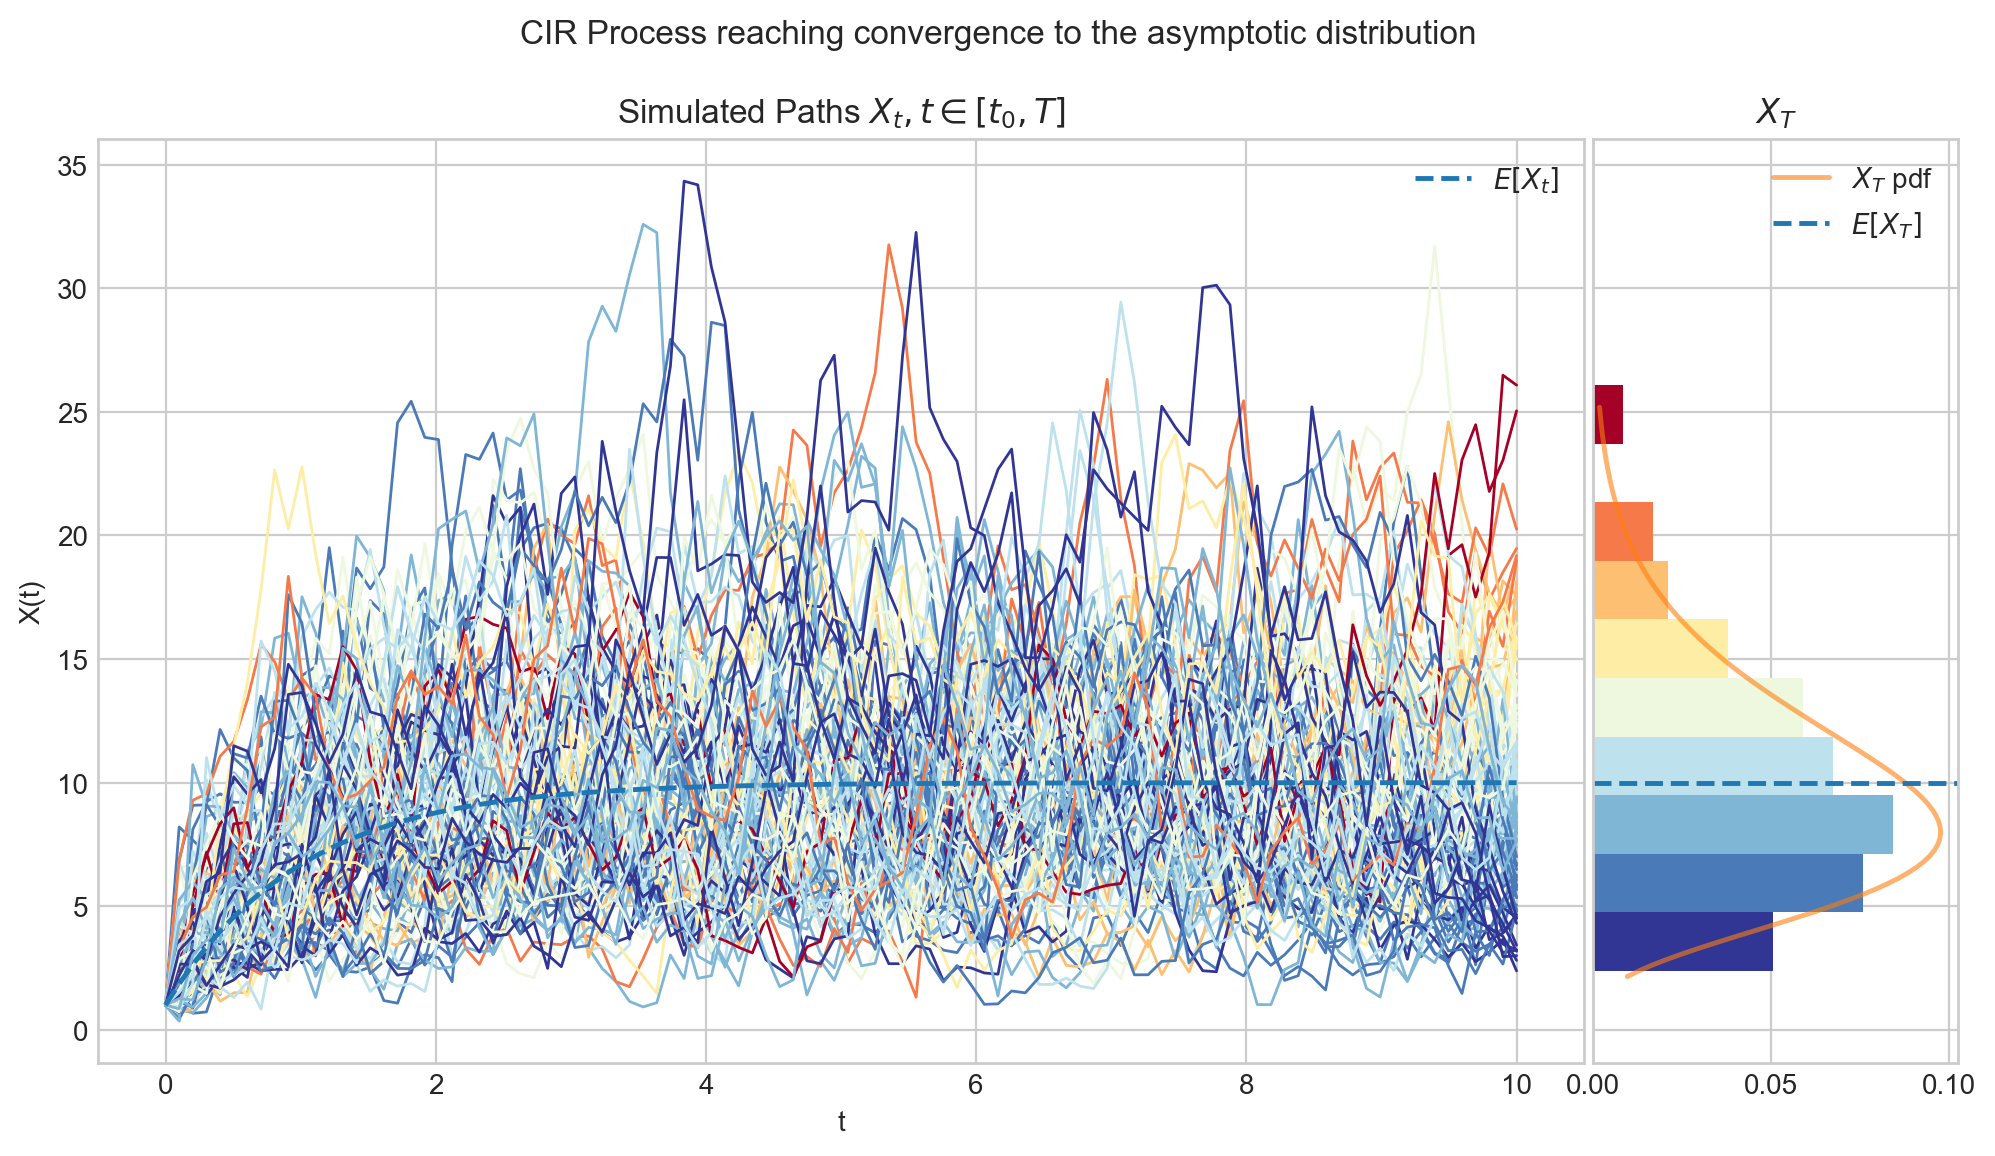 CIR Process reaching convergence to the asymptotic distribution
Simulated Paths $X_t, t \in [t_0, T]$
$X_T$
35
30
25
20
15
10
5
0
X(t)
$E[X_t]$
$X_T$ pdf
$E[X_T]$
0 2 4 6 8 10
0.00 0.05 0.10
t